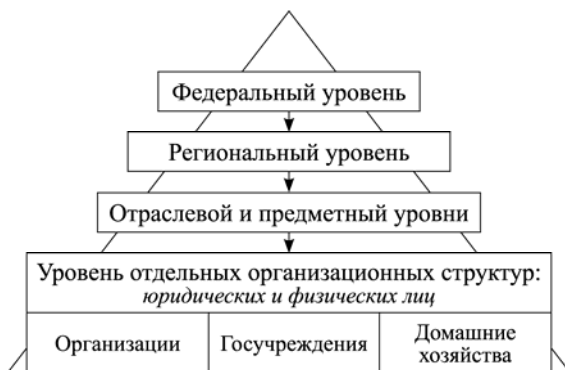 Федеральный уровень
Региональный уровень
Отраслевой и предметный уровни
Уровень отдельных организационных структур:
юридических и физических лиц
Организации
Госучреждения
Домашние
хозяйства